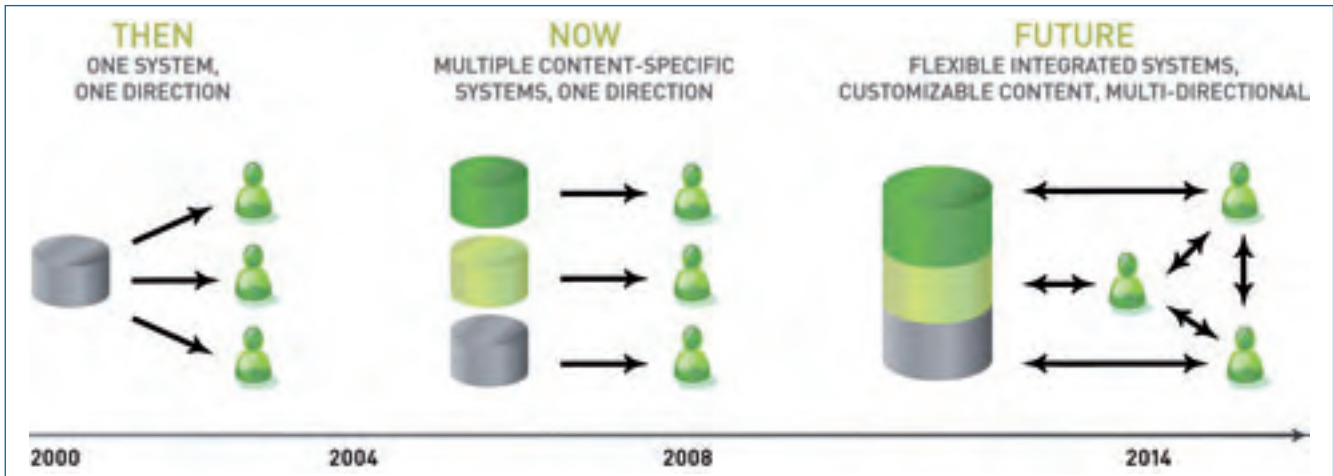 THEN
ONE SYSTEM,
ONE DIRECTION
NOW
MULTIPLE CONTENT-SPECIFIC
SYSTEMS, ONE DIRECTION
FUTURE
FLEXIBLE INTEGRATED SYSTEMS,
CUSTOMIZABLE CONTENT, MULTI-DIRECTIONAL
2000
2004
2008
2014